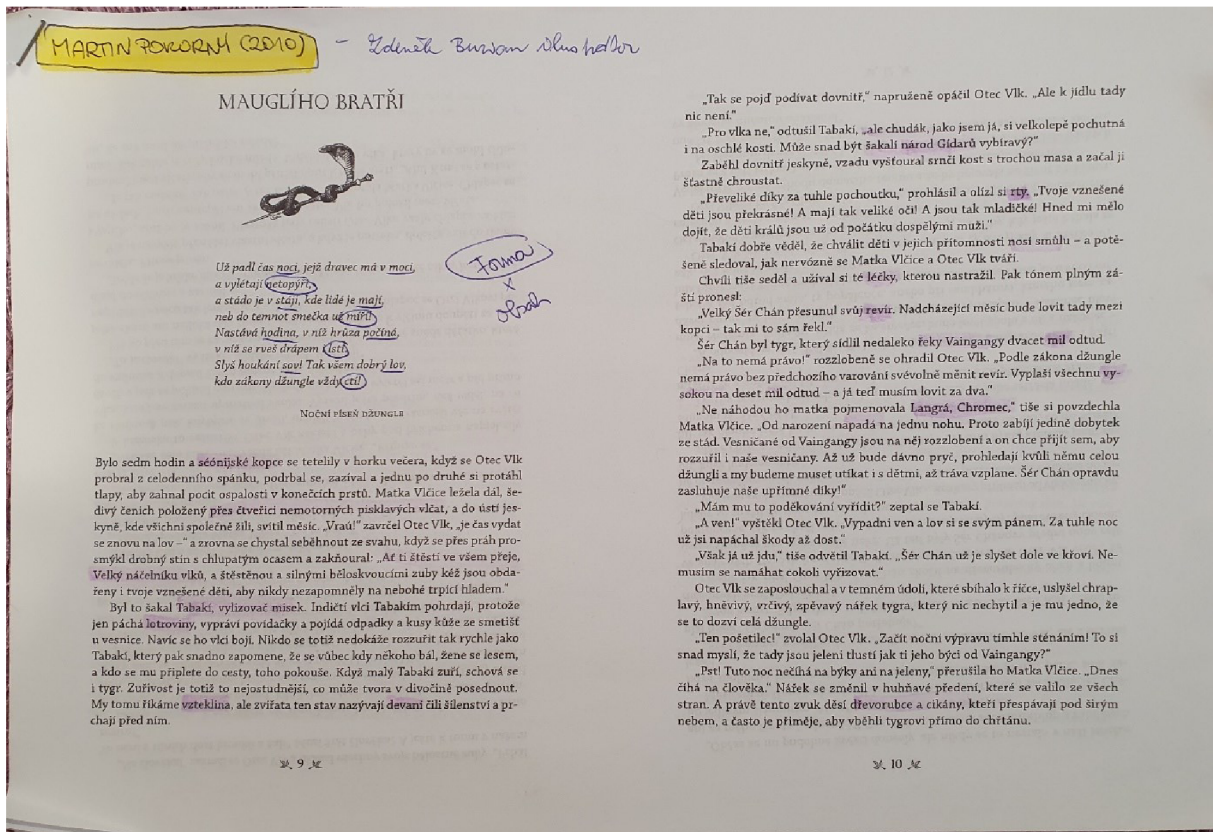 MARTIN POKORNÝ (2010) – Zdeněk Burian ilustrátor
MAUGLÍHO BRATŘI
Už padl čas noci, jejž dravec má v moci,
a vylétají netopýři,
a stádo je v stáji, kde lidé je mají,
neb do temnot smečka už míří.
Nastává hodina, v níž hrůza počíná,
v níž se rveš drápem i kstí.
Slyš houkání sov! Tak všem dobrý lov,
kdo zákony džungle vždy ctí!
Forma
x
obsah
NOČNÍ PÍSEŇ DŽUNGLE
Bylo sedm hodin a séónijské kopce se tetelily v horku večera, když se Otec Vlk
probral z celodenního spánku, podrbal se, zazíval a jednu po druhé si protáhl
tlapy, aby zahnal pocit ospalosti v konečcích prstů. Matka Vlčice ležela dál, še-
divý čenich položený přes čtveřici nemotorných pisklavých vlčat, a do ústí jes-
kyně, kde všichni společně žili, svítil měsíc. „Vraú!“ zavrčel Otec Vlk, „je čas vydat
se znovu na lov –“ a zrovna se chystal seběhnout ze svahu, když se přes práh pro-
smýkl drobný stín s chlupatým ocasem a zakňoural: „Ať ti štěstí ve všem přeje,
Velký náčelníku vlků, a štěstěnou a silnými běloskvoucími zuby kéž jsou obda-
řeny i tvoje vznešené děti, aby nikdy nezapomněly na nebohé trpící hladem.“
Byl to šakal Tabaki, vylizovač misek. Indičtí vlci Tabakím pohrdají, protože
jen páchá lotroviny, vypráví povídačky a pojídá odpadky a kusy kůže ze smetišť
u vesnice. Navíc se ho vlci bojí. Nikdo se totiž nedokáže rozzuřit tak rychle jako
Tabaki, který pak snadno zapomene, že se vůbec kdy někoho bál, žene se lesem,
a kdo se mu připlete do cesty, toho pokouše. Když malý Tabaki zuří, schová se
i tygr. Zuřivost je totiž to nejostudnější, co může tvora v divočině posednout.
My tomu říkáme vzteklina, ale zvířata ten stav nazývají devaní čili šílenství a pr-
chají před ním.
9
„Tak se pojď podívat dovnitř,“ napruženě opáčil Otec Vlk. „Ale k jídlu tady
nic není.“
„Pro vlka ne,“ odtušil Tabaki, „ale chudák, jako jsem já, si velkolepě pochutná
i na oschlé kosti. Může snad být šakalí národ Gídarů vybíravý?“
Zaběhl dovnitř jeskyně, vzadu vyšťoural srnčí kost s trochou masa a začal ji
šťastně chroustat.
„Převeliké díky za tuhle pochoutku,“ prohlásil a olízl si rty. „Tvoje vznešené
děti jsou překrásné! A mají tak veliké oči! A jsou tak mladičké! Hned mi mělo
dojít, že děti králů jsou už od počátku dospělými muži.“
Tabaki dobře věděl, že chválit děti v jejich přítomnosti nosí smůlu – a potě-
šeně sledoval, jak nervózně se Matka Vlčice a Otec Vlk tváří.
Chvíli tiše seděl a užíval si té léčky, kterou nastražil. Pak tónem plným zá-
ští pronesl:
„Velký Šér Chán přesunul svůj revír. Nadcházející měsíc bude lovit tady mezi
kopci – tak mi to sám řekl.“
Šér Chán byl tygr, který sídlil nedaleko řeky Vaingangy dvacet mil odtud.
„Na to nemá právo!“ rozzlobeně se ohradil Otec Vlk. „Podle zákona džungle
nemá právo bez předchozího varování svévolně měnit revír. Vyplaší všechnu vy-
sokou na deset mil odtud – a já teď musím lovit za dva.“
„Ne náhodou ho matka pojmenovala Langrá, Chromec,“ tiše si povzdechla
Matka Vlčice. „Od narození napadá na jednu nohu. Proto zabíjí jedině dobytek
ze stád. Vesničané od Vaingangy jsou na něj rozzlobení a on chce přijít sem, aby
rozzuřil i naše vesničany. Až už bude dávno pryč, prohledají kvůli němu celou
džungli a my budeme muset utíkat i s dětmi, až tráva vzplane. Šér Chán opravdu
zasluhuje naše upřímné díky!“
„Mám mu to poděkování vyřídit?“ zeptal se Tabaki.
„A ven!“ vyštěkl Otec Vlk. „Vypadni ven a lov si se svým pánem. Za tuhle noc
už jsi napáchal škody až dost.“
„Však já už jdu,“ tiše odvětil Tabaki. „Šér Chán už je slyšet dole ve křoví. Ne-
musím se namáhat cokoli vyřizovat.“
Otec Vlk se zaposlouchal a v temném údolí, které sbíhalo k říčce, uslyšel chrap-
lavý, hněvivý, vrčivý, zpěvavý nářek tygra, který nic nechytil a je mu jedno, že
se to dozví celá džungle.
„Ten pošetilec!“ zvolal Otec Vlk. „Začít noční výpravu tímhle sténáním! To si
snad myslí, že tady jsou jeleni tlustí jak ti jeho býci od Vaingangy?“
„Pst! Tuto noc nečíhá na býky ani na jeleny,“ přerušila ho Matka Vlčice. „Dnes
číhá na člověka.“ Nářek se změnil v huhňavé předení, které se valilo ze všech
stran. A právě tento zvuk děsí dřevorubce a cikány, kteří přespávají pod širým
nebem, a často je přiměje, aby vběhli tygrovi přímo do chřtánu.
10